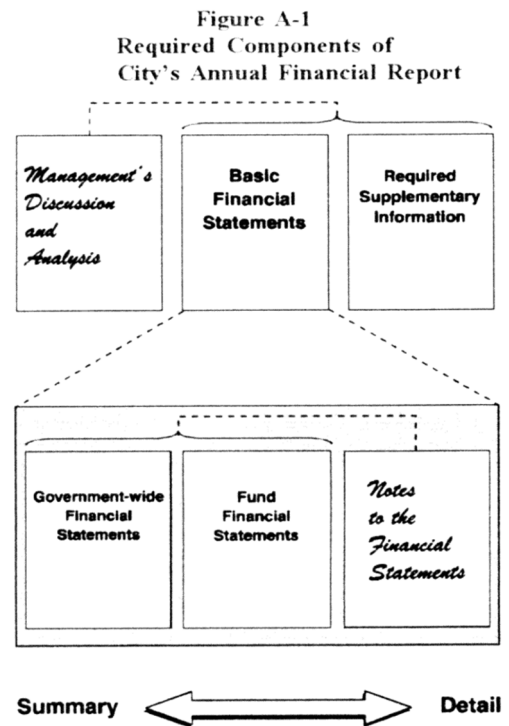 Figure A-1
Required Components of
City's Annual Financial Report
Management's
Discussion
and
Analysis
Basic
Financial
Statements
Required
Supplementary
Information
Government-wide
Financial
Statements
Fund
Financial
Statements
Notes
to the
Financial
Statements
Summary
Detail